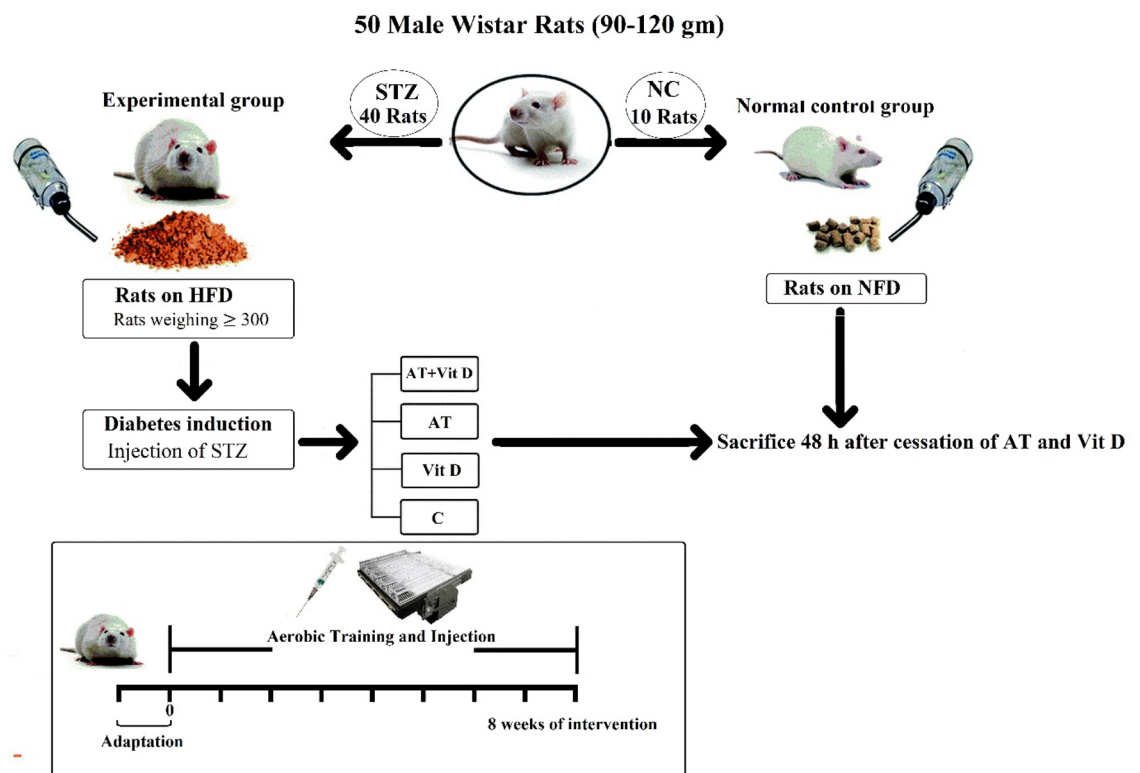 50 Male Wistar Rats (90-120 gm)
Experimental group
STZ
40 Rats
NC
10 Rats
Normal control group
Rats on HFD
Rats weighing ≥ 300
Rats on NFD
Diabetes induction
Injection of STZ
AT+Vit D
AT
Vit D
C
Sacrifice 48 h after cessation of AT and Vit D
Aerobic Training and Injection
0
8 weeks of intervention
Adaptation